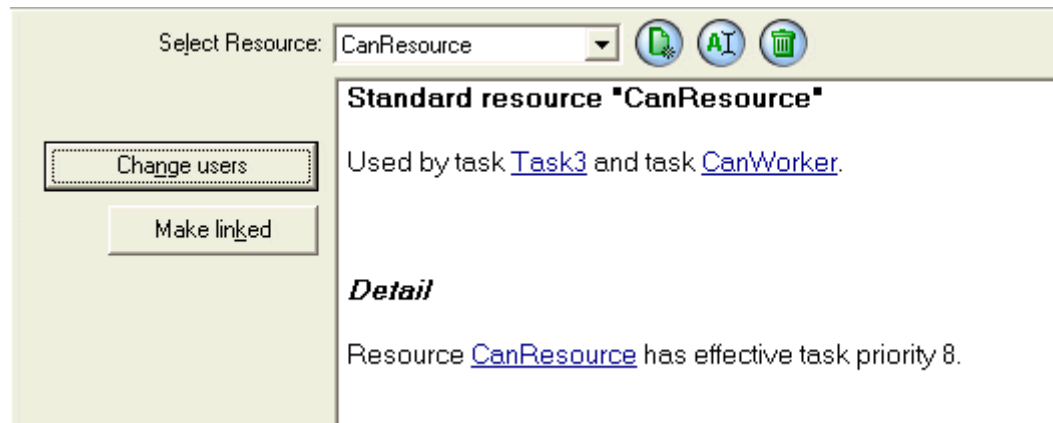 Select Resource: CanResource
AI
Standard resource "CanResource"
Change users
Used by task Task3 and task CanWorker.
Make linked
Detail
Resource CanResource has effective task priority 8.